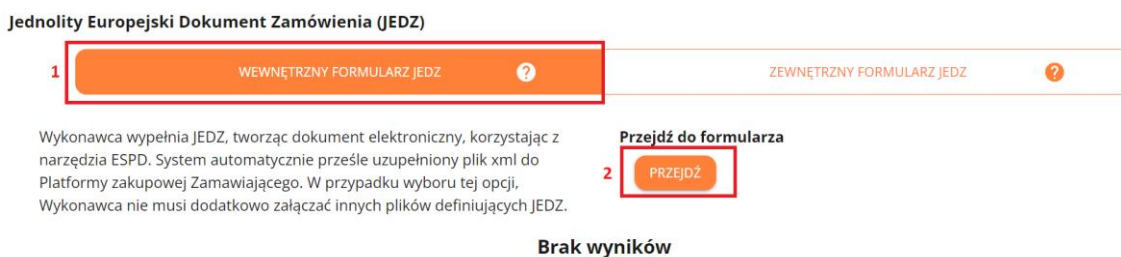 Jednolity Europejski Dokument Zamówienia (JEDZ)
1 WEWNĘTRZNY FORMULARZ JEDZ ? ZEWNĘTRZNY FORMULARZ JEDZ ?
Wykonawca wypełnia JEDZ, tworząc dokument elektroniczny, korzystając z
narzędzia ESPD. System automatycznie prześle uzupełniony plik xml do
Platformy zakupowej Zamawiającego. W przypadku wyboru tej opcji,
Wykonawca nie musi dodatkowo załączać innych plików definiujących JEDZ.
Przejdź do formularza
2 PRZEJDŹ
Brak wyników